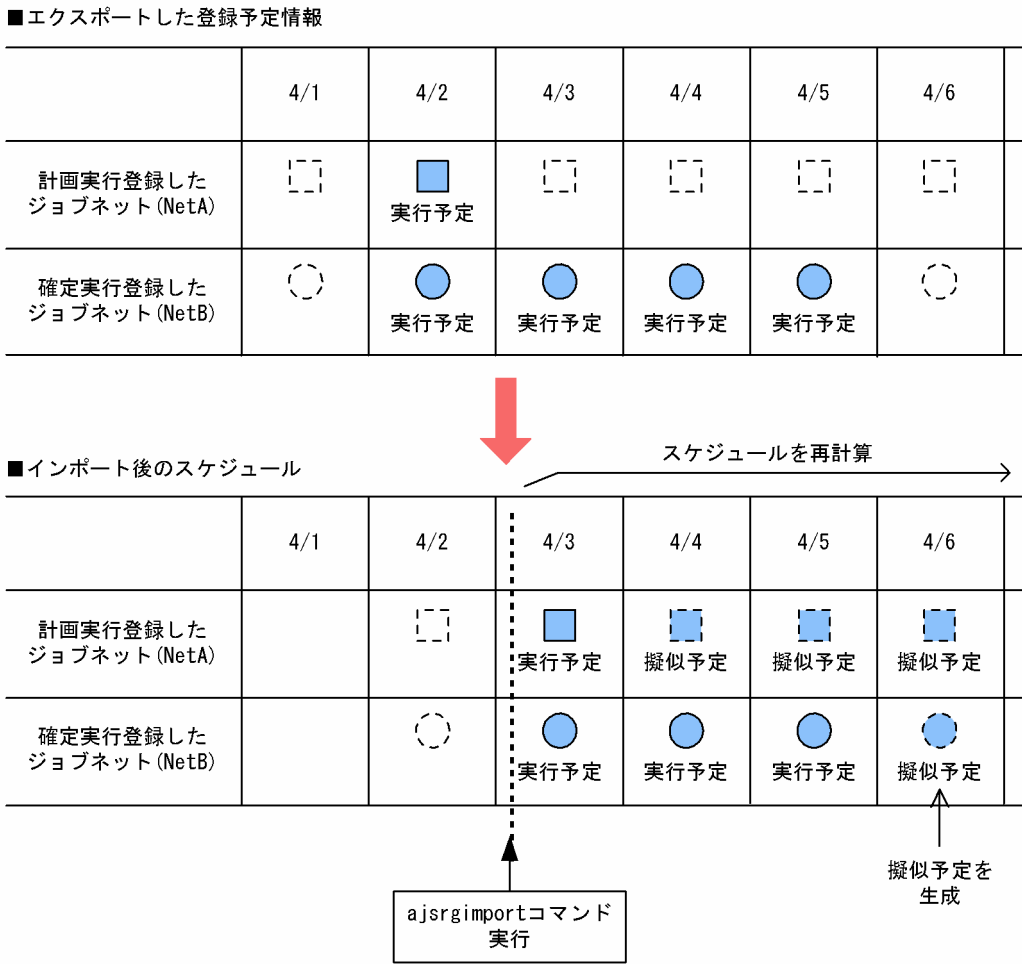 ■エクスポートした登録予定情報
4/1 4/2 4/3 4/4 4/5 4/6
計画実行登録した
ジョブネット(NetA)
実行予定
確定実行登録した
ジョブネット(NetB)
実行予定 実行予定 実行予定 実行予定
■インポート後のスケジュール
スケジュールを再計算
4/1 4/2 4/3 4/4 4/5 4/6
計画実行登録した
ジョブネット(NetA)
実行予定 擬似予定 擬似予定 擬似予定
確定実行登録した
ジョブネット(NetB)
実行予定 実行予定 実行予定 擬似予定
擬似予定を
生成
ajsrgimportコマンド
実行